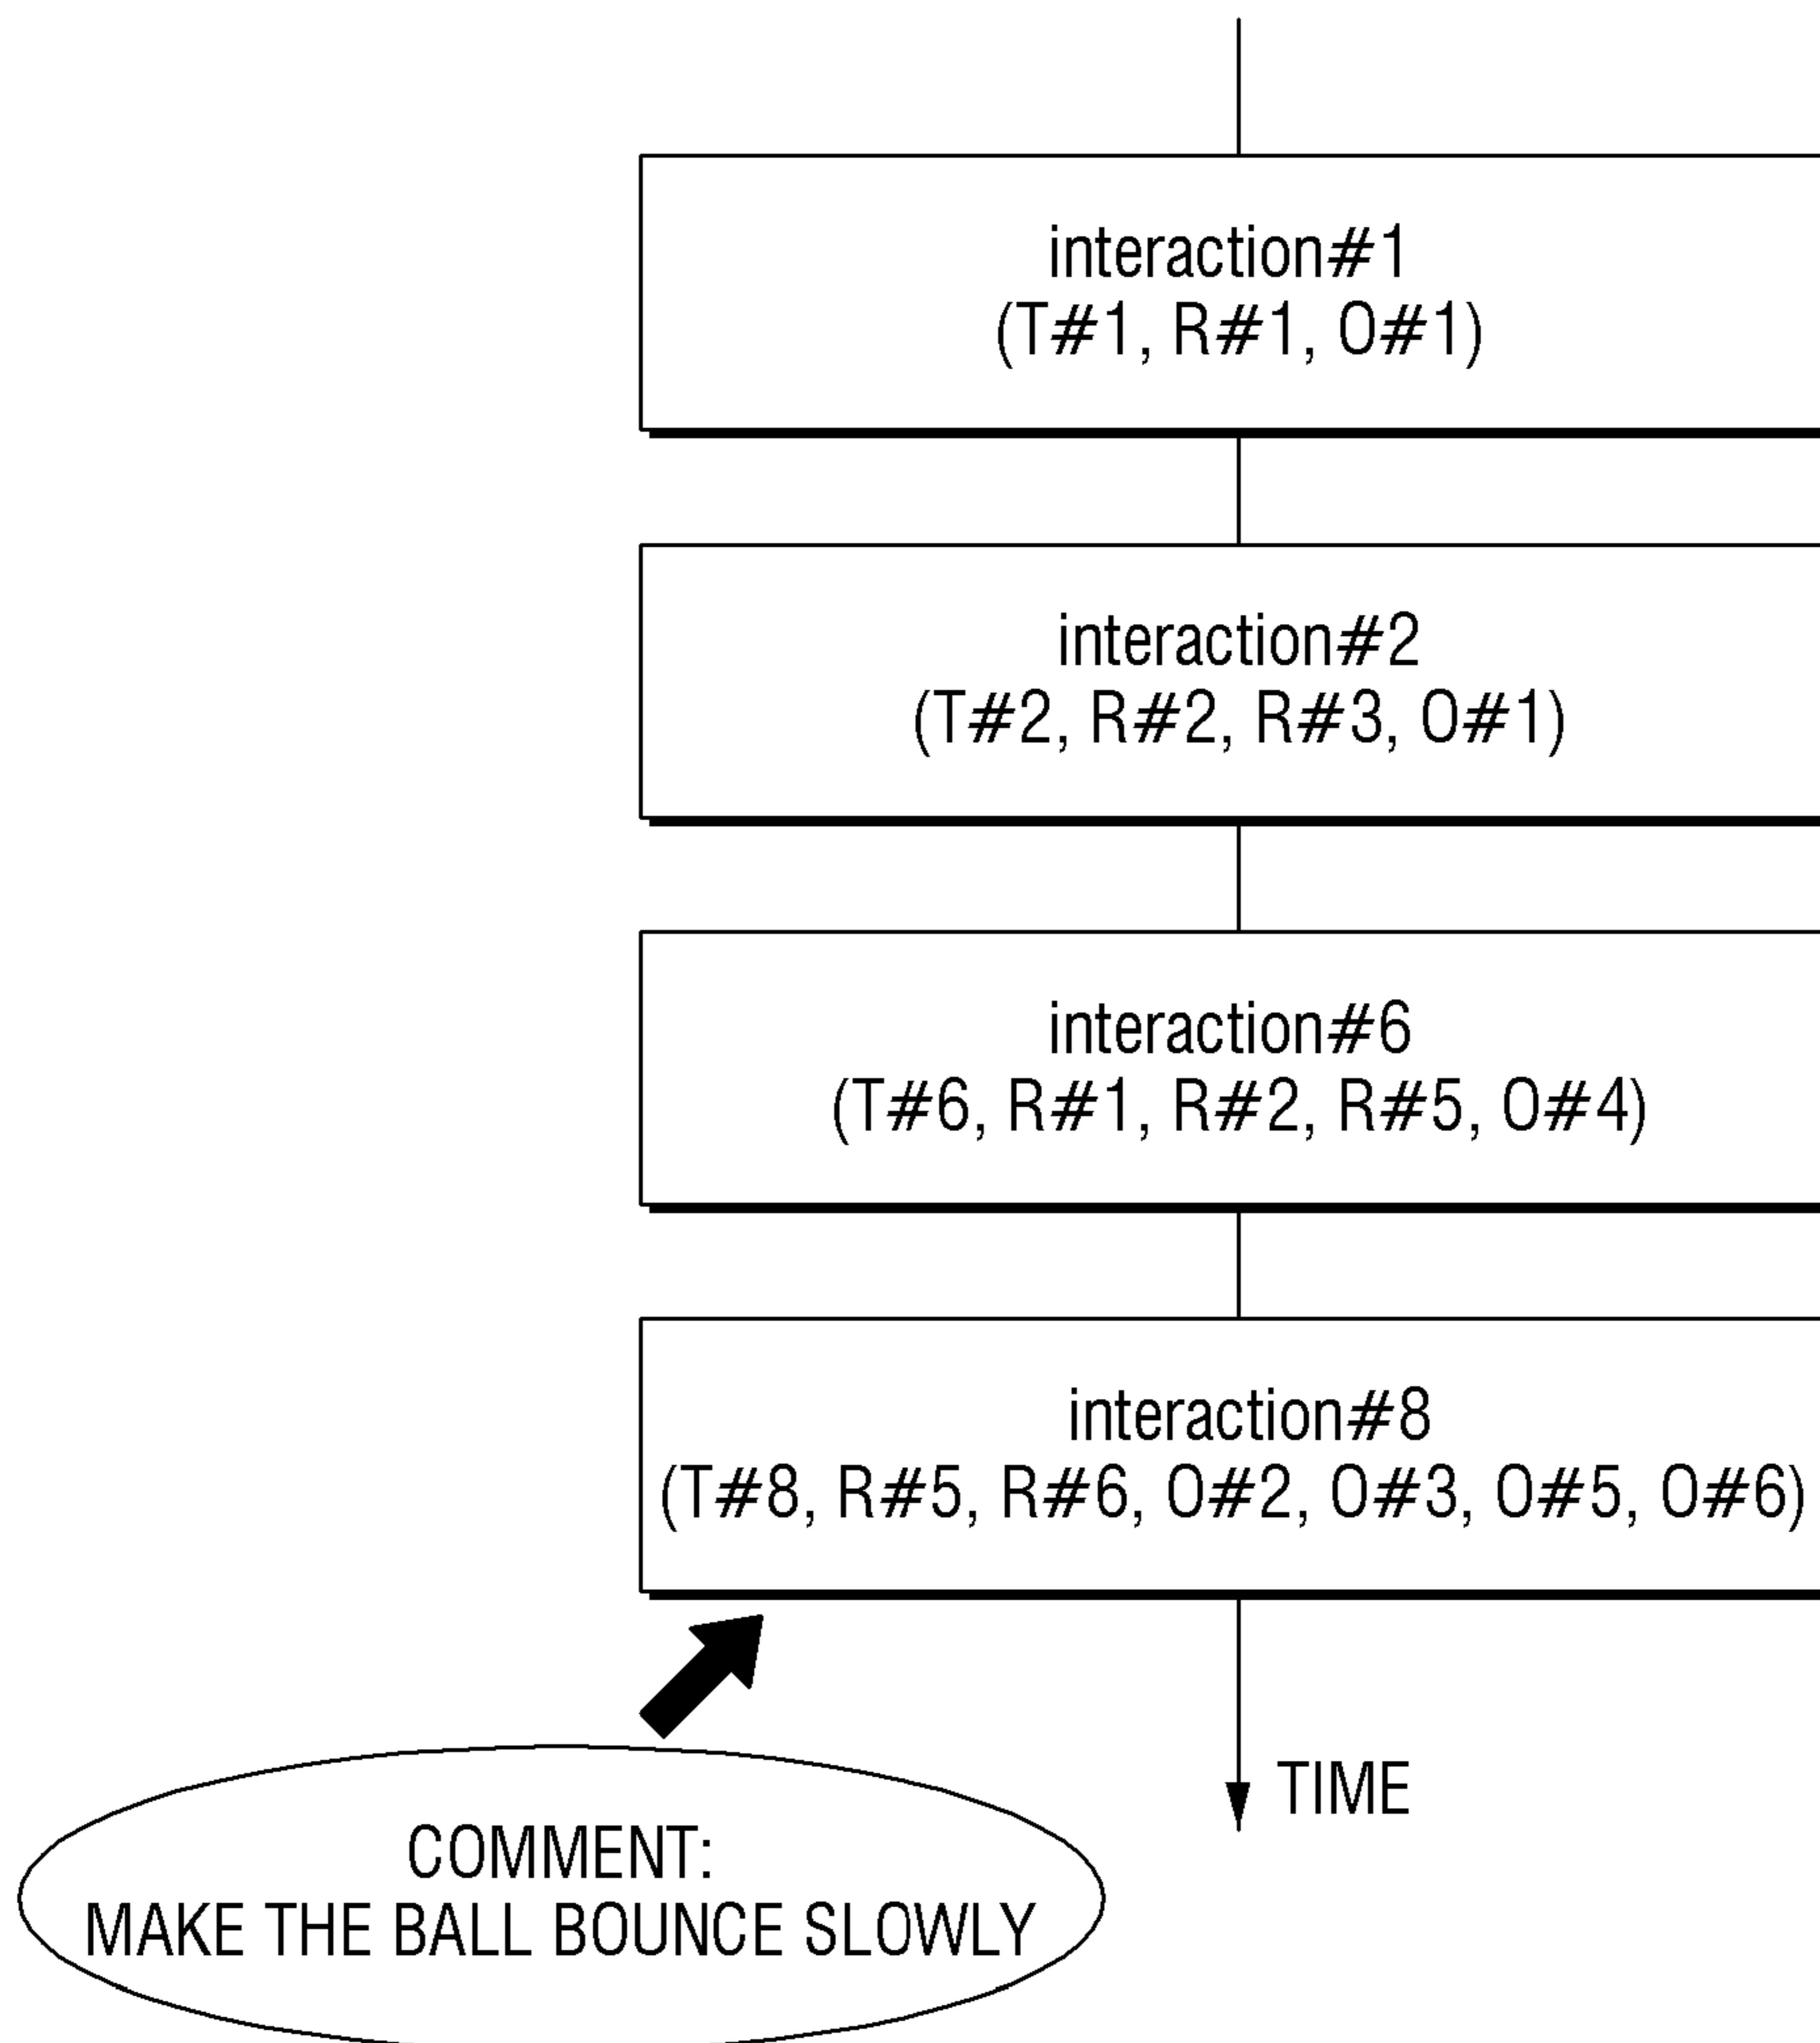 interaction#1
(T#1, R#1, O#1)
interaction#2
(T#2, R#2, R#3, O#1)
interaction#6
(T#6, R#1, R#2, R#5, O#4)
interaction#8
(T#8, R#5, R#6, O#2, O#3, O#5, O#6)
TIME
COMMENT:
MAKE THE BALL BOUNCE SLOWLY